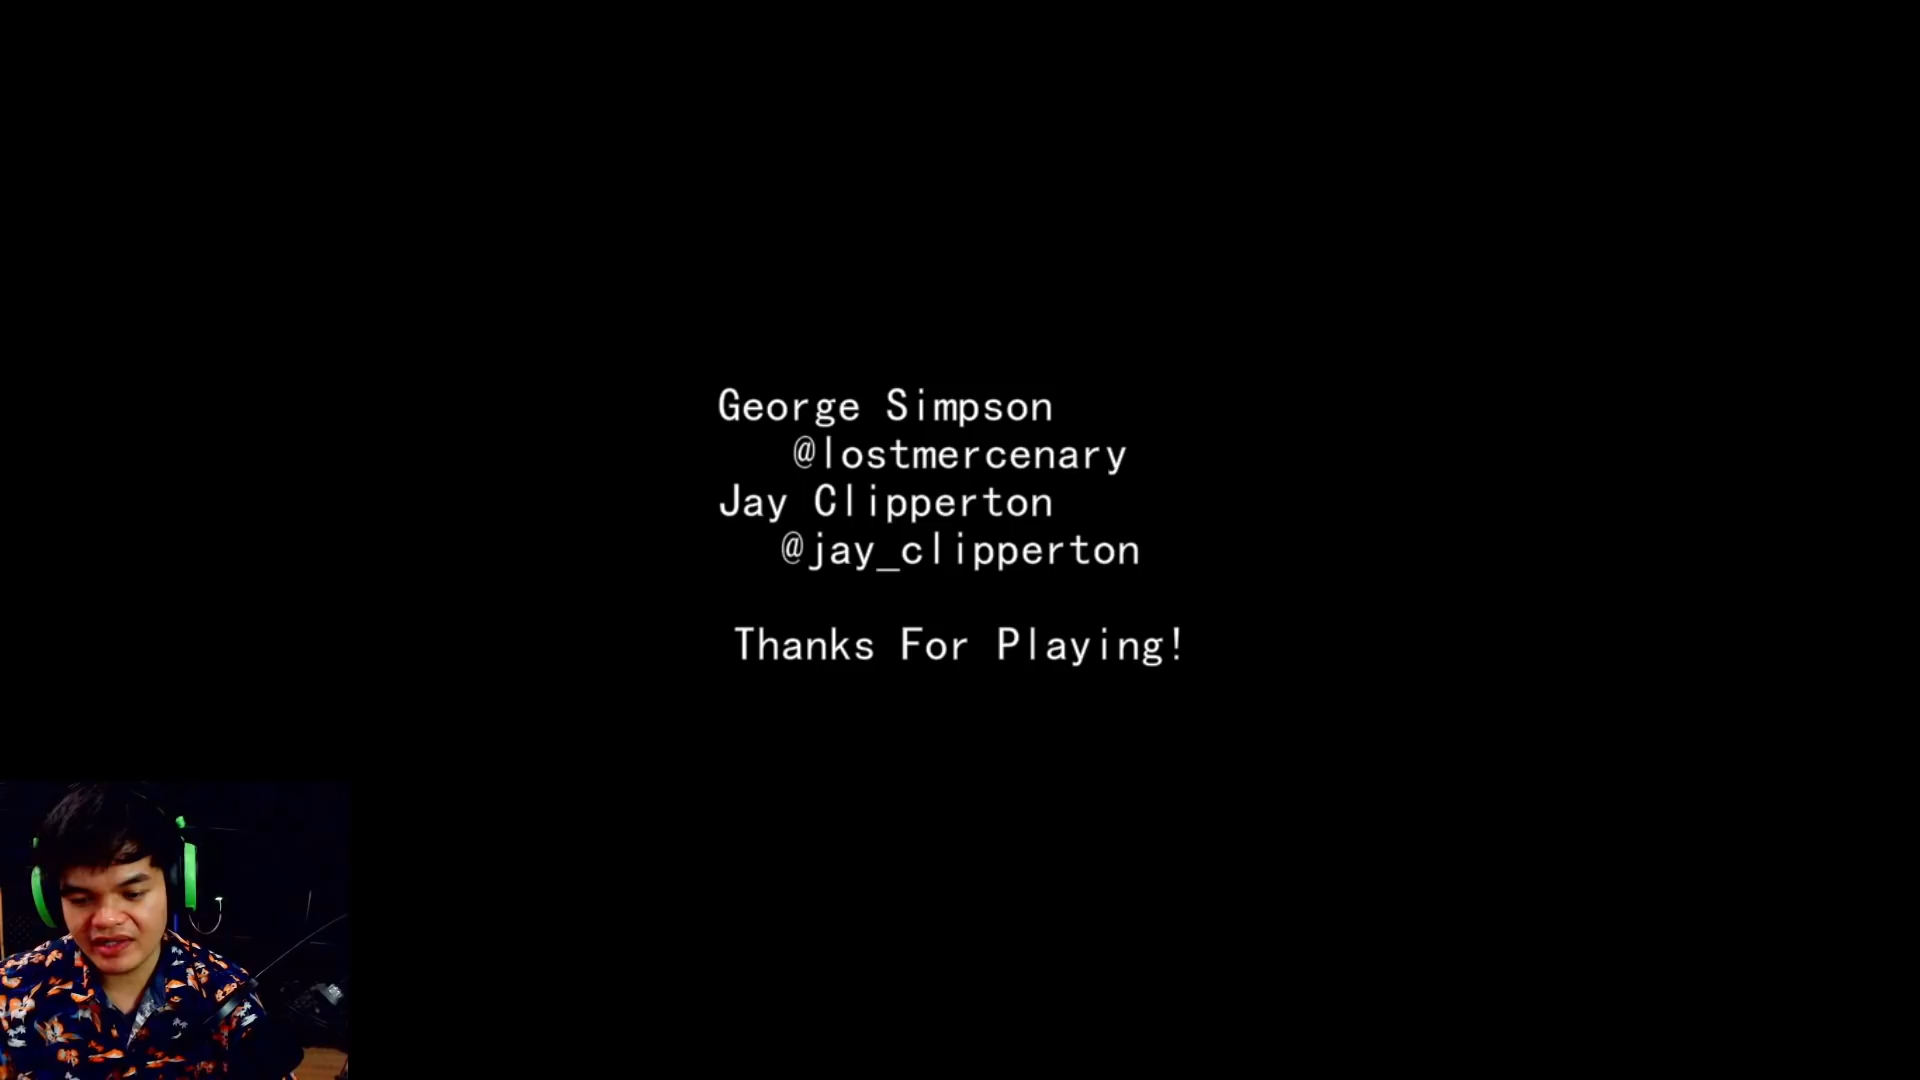 George Simpson
@lostmercenary
Jay Clipperton
@jay_clipperton
Thanks For Playing!